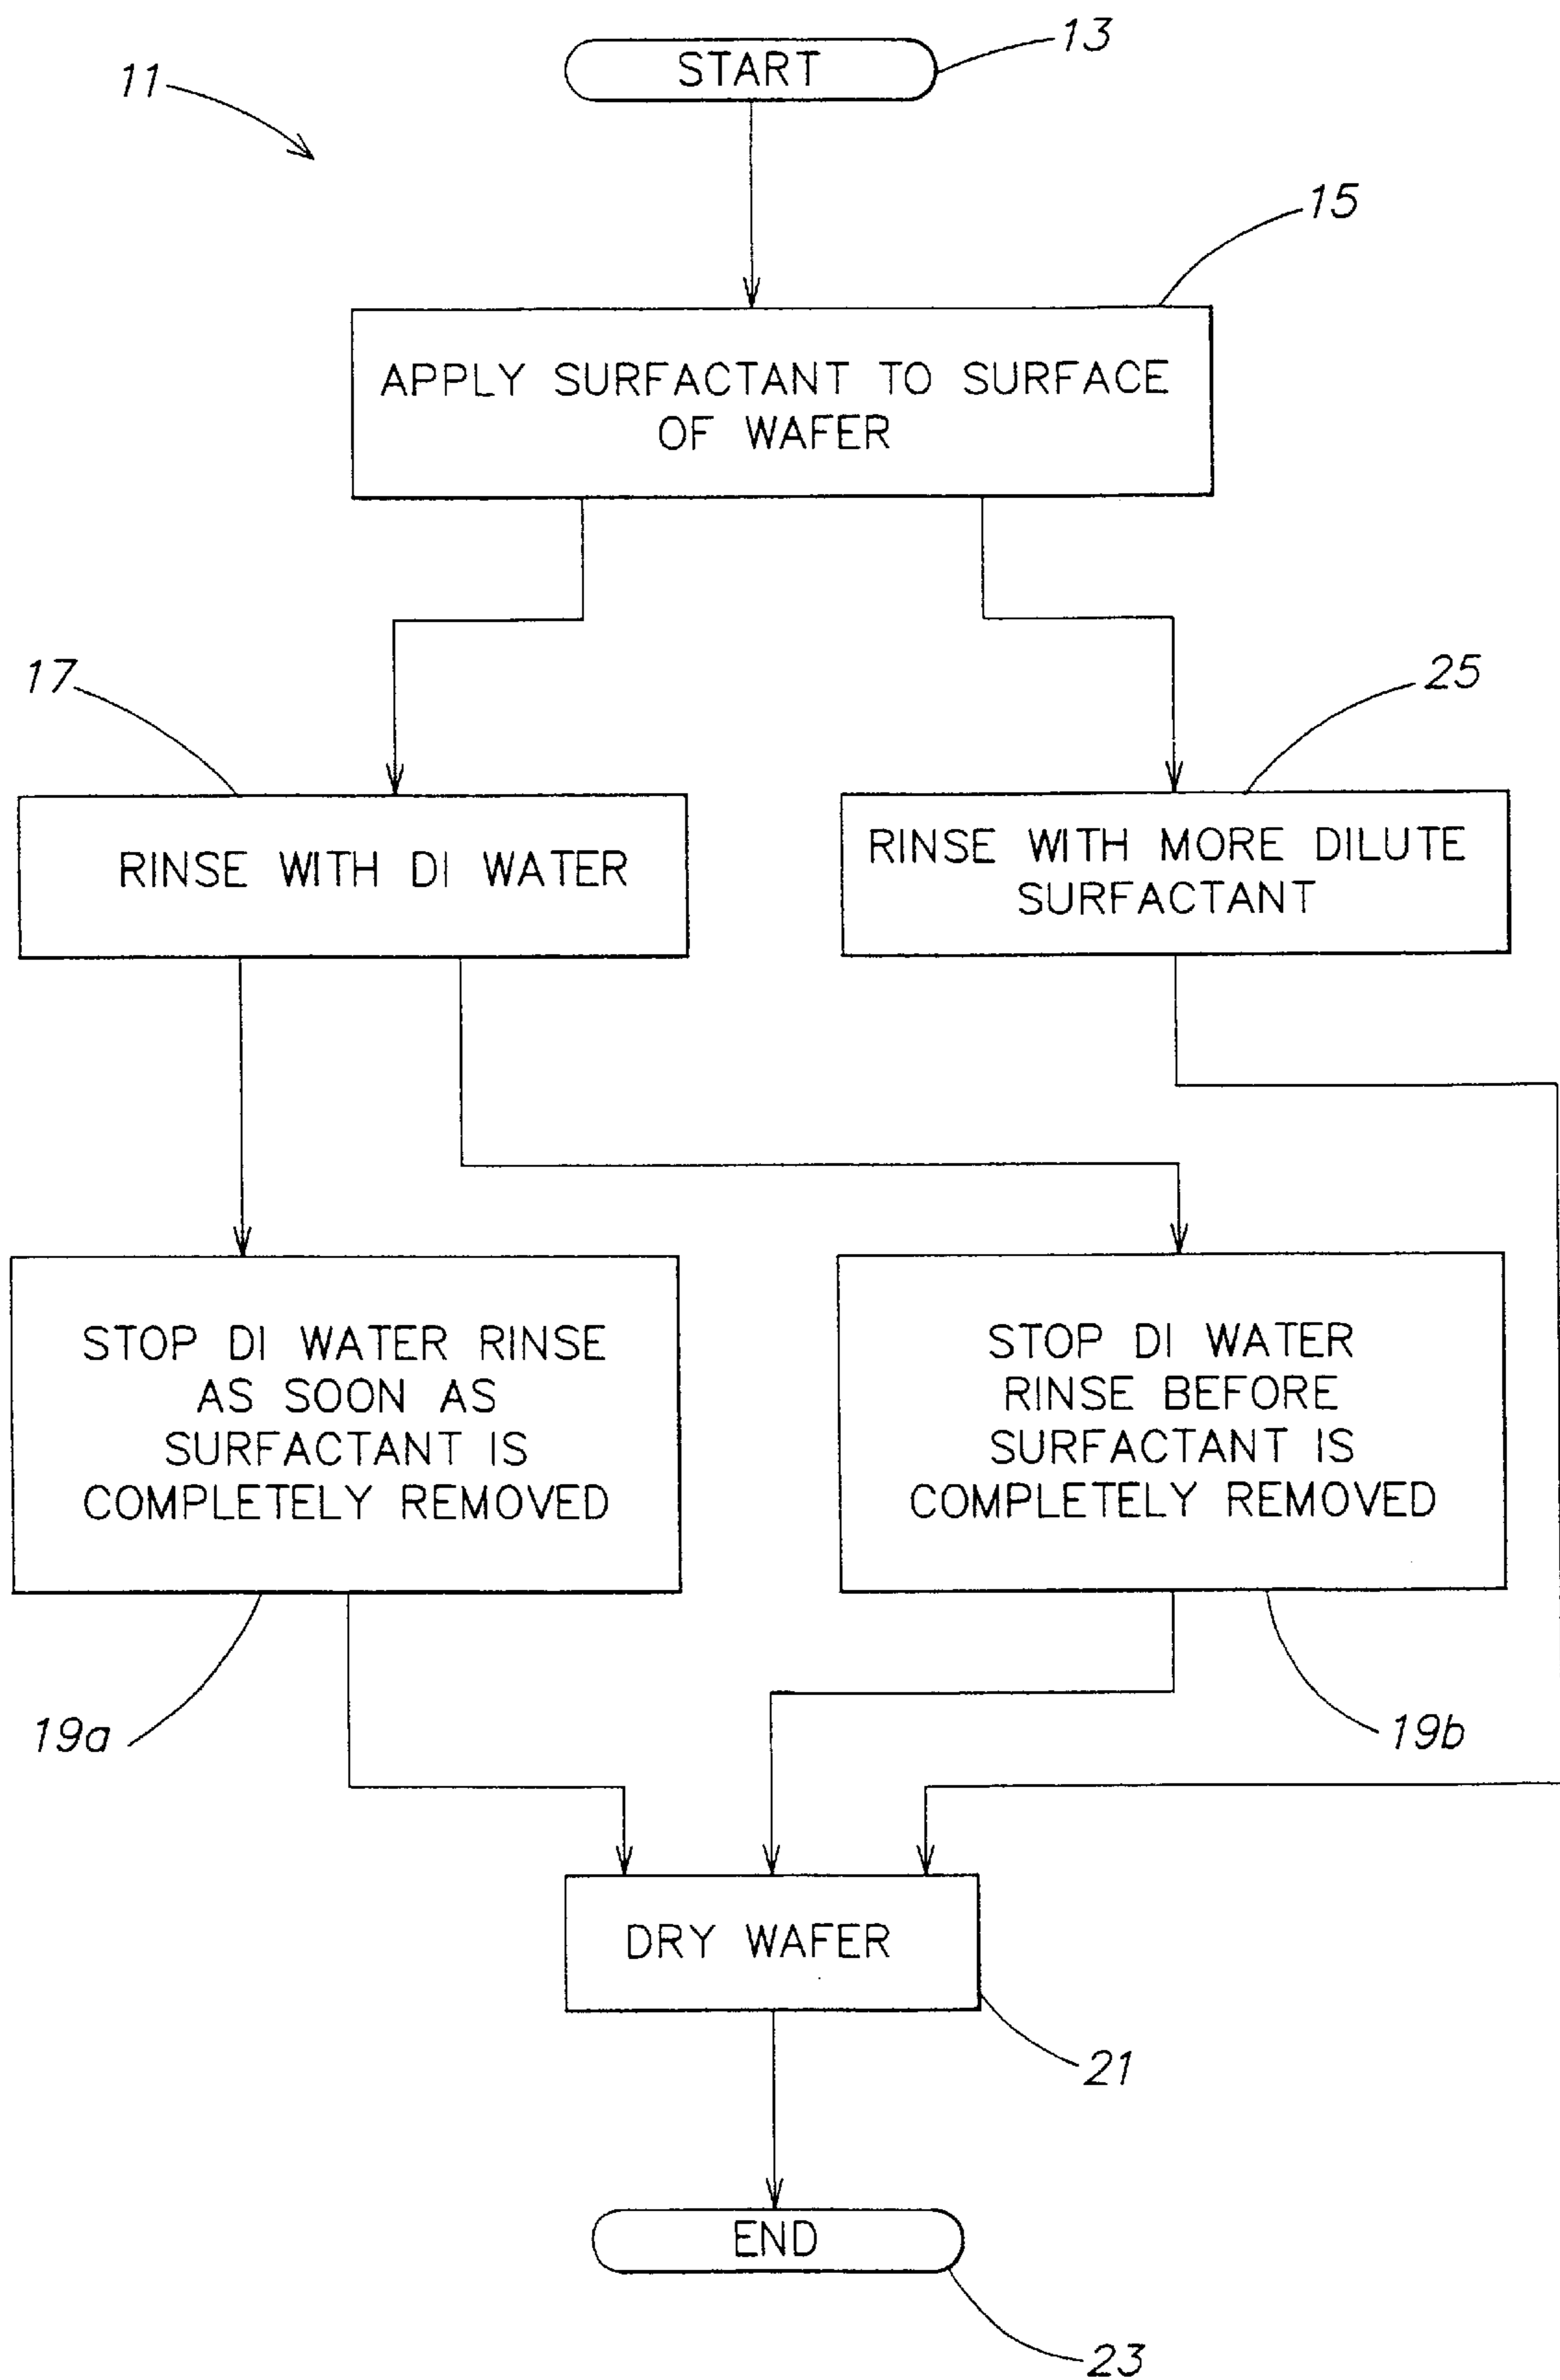 START
13
11
15
APPLY SURFACTANT TO SURFACE
OF WAFER
17
25
RINSE WITH DI WATER
RINSE WITH MORE DILUTE
SURFACTANT
STOP DI WATER RINSE
AS SOON AS
SURFACTANT IS
COMPLETELY REMOVED
STOP DI WATER
RINSE BEFORE
SURFACTANT IS
COMPLETELY REMOVED
19a
19b
DRY WAFER
21
END
23